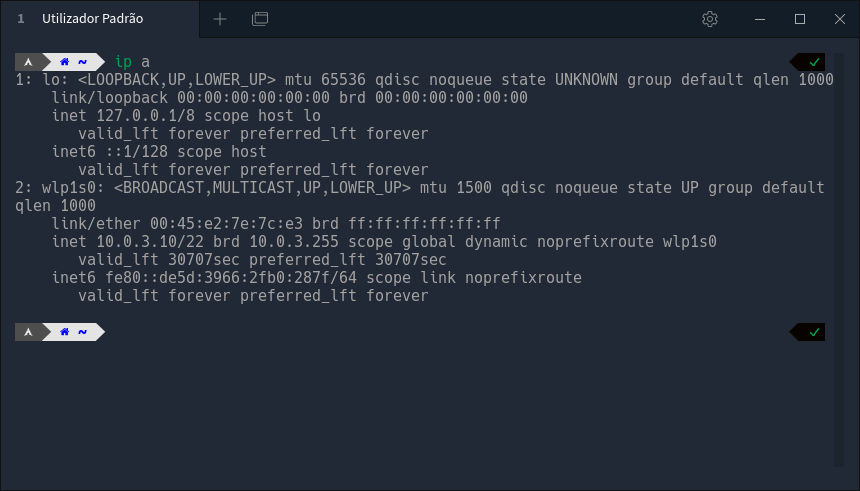 1 Utilizador Padrão
~ ip a
1: lo: <LOOPBACK,UP,LOWER_UP> mtu 65536 qdisc noqueue state UNKNOWN group default qlen 1000
link/loopback 00:00:00:00:00:00 brd 00:00:00:00:00:00
inet 127.0.0.1/8 scope host lo
valid_lft forever preferred_lft forever
inet6 ::1/128 scope host
valid_lft forever preferred_lft forever
2: wlp1s0: <BROADCAST,MULTICAST,UP,LOWER_UP> mtu 1500 qdisc noqueue state UP group default
qlen 1000
link/ether 00:45:e2:7e:7c:e3 brd ff:ff:ff:ff:ff:ff
inet 10.0.3.10/22 brd 10.0.3.255 scope global dynamic noprefixroute wlp1s0
valid_lft 30707sec preferred_lft 30707sec
inet6 fe80::de5d:3966:2fb0:287f/64 scope link noprefixroute
valid_lft forever preferred_lft forever
~